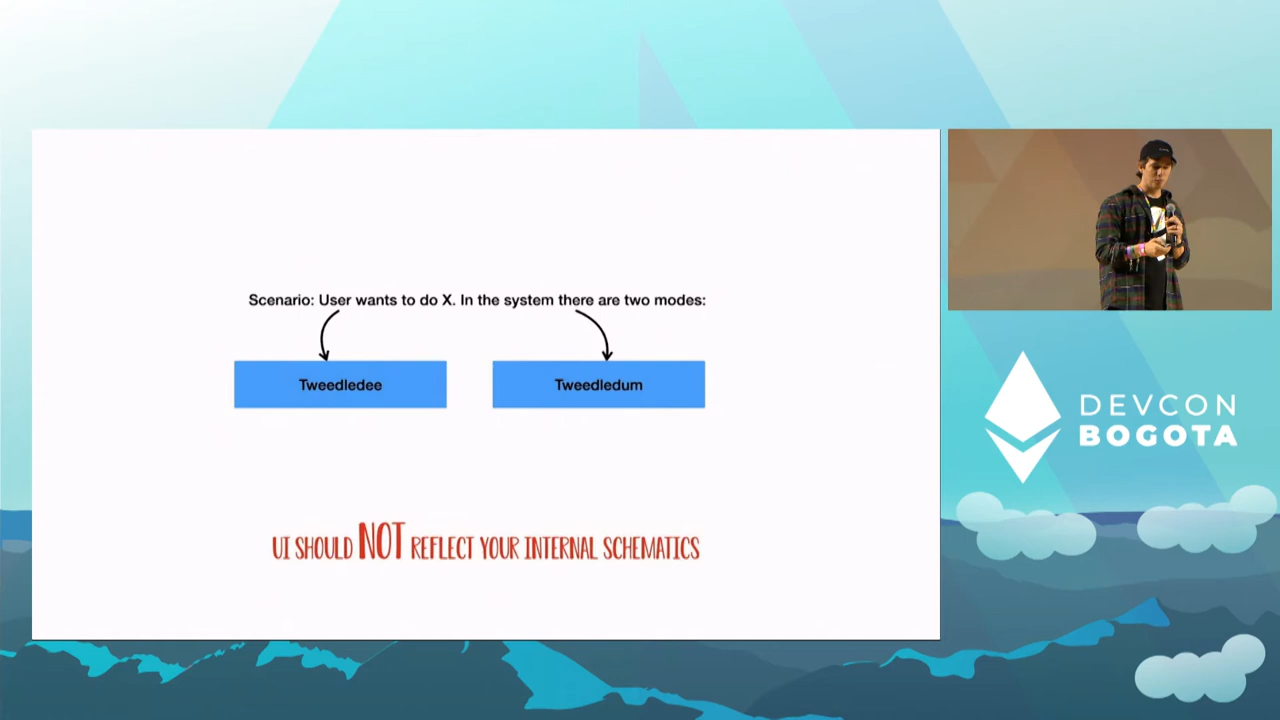 Scenario: User wants to do X. In the system there are two modes:
Tweedledee
Tweedledum
UI SHOULD NOT REFLECT YOUR INTERNAL SCHEMATICS
DEVCON
BOGOTA